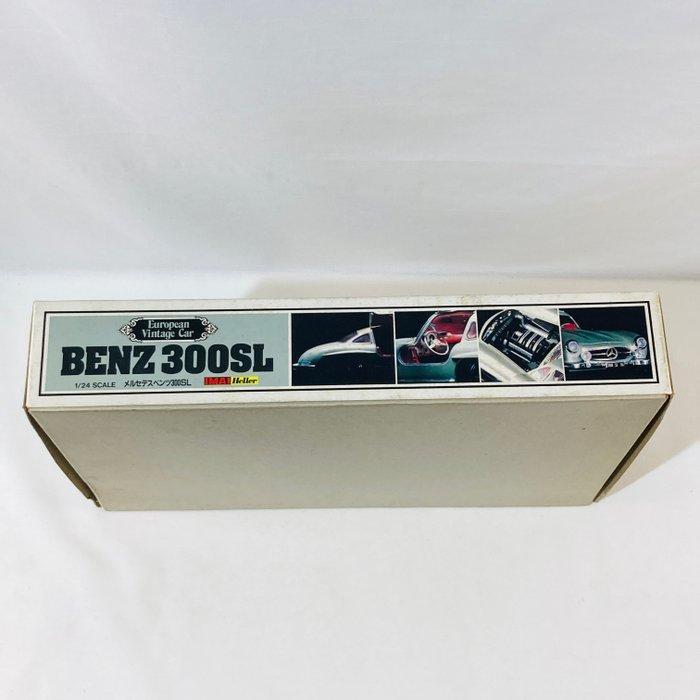 European
Vintage Car
BENZ 300SL
1/24 SCALE メルセデスベンツ300SL IMAI Heller